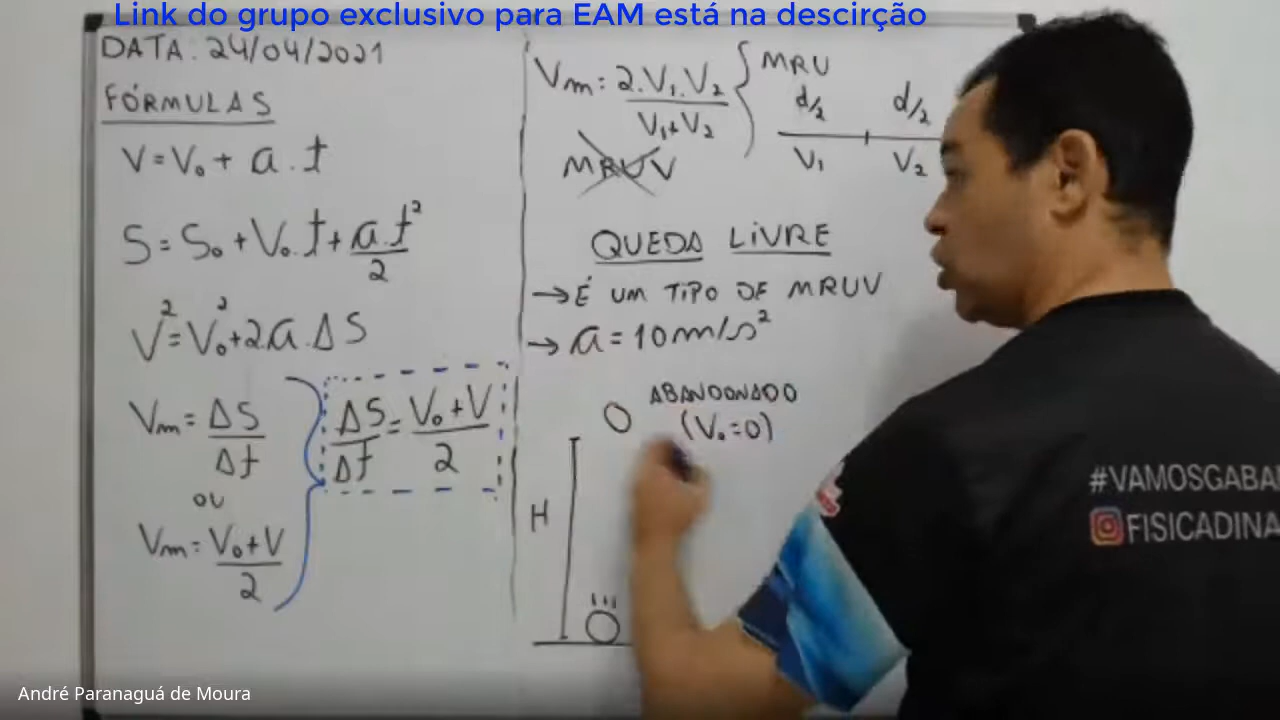 Link do grupo exclusivo para EAM está na descirção
DATA: 24/04/2021
FÓRMULAS
V = V₀ + a . t
S = S₀ + V₀ . t + a.t²/2
V² = V₀² + 2.a . ΔS
Vm = ΔS/Δt
OU
Vm = V₀+V/2
ΔS/Δt = V₀+V/2
Vm = 2.V₁.V₂/V₁+V₂
MRUV
MRU
d/2 d/2
V₁ V₂
QUEDA LIVRE
→ É UM TIPO DE MRUV
→ a = 10m/s²
ABANDONADO
(V₀=0)
H
#VAMOSGABA
FISICADINA
André Paranaguá de Moura